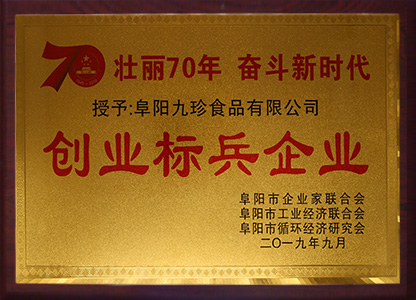 70 壮丽70年 奋斗新时代
授予:阜阳九珍食品有限公司
创业标兵企业
阜阳市企业家联合会
阜阳市工业经济联合会
阜阳市循环经济研究会
二〇一九年九月